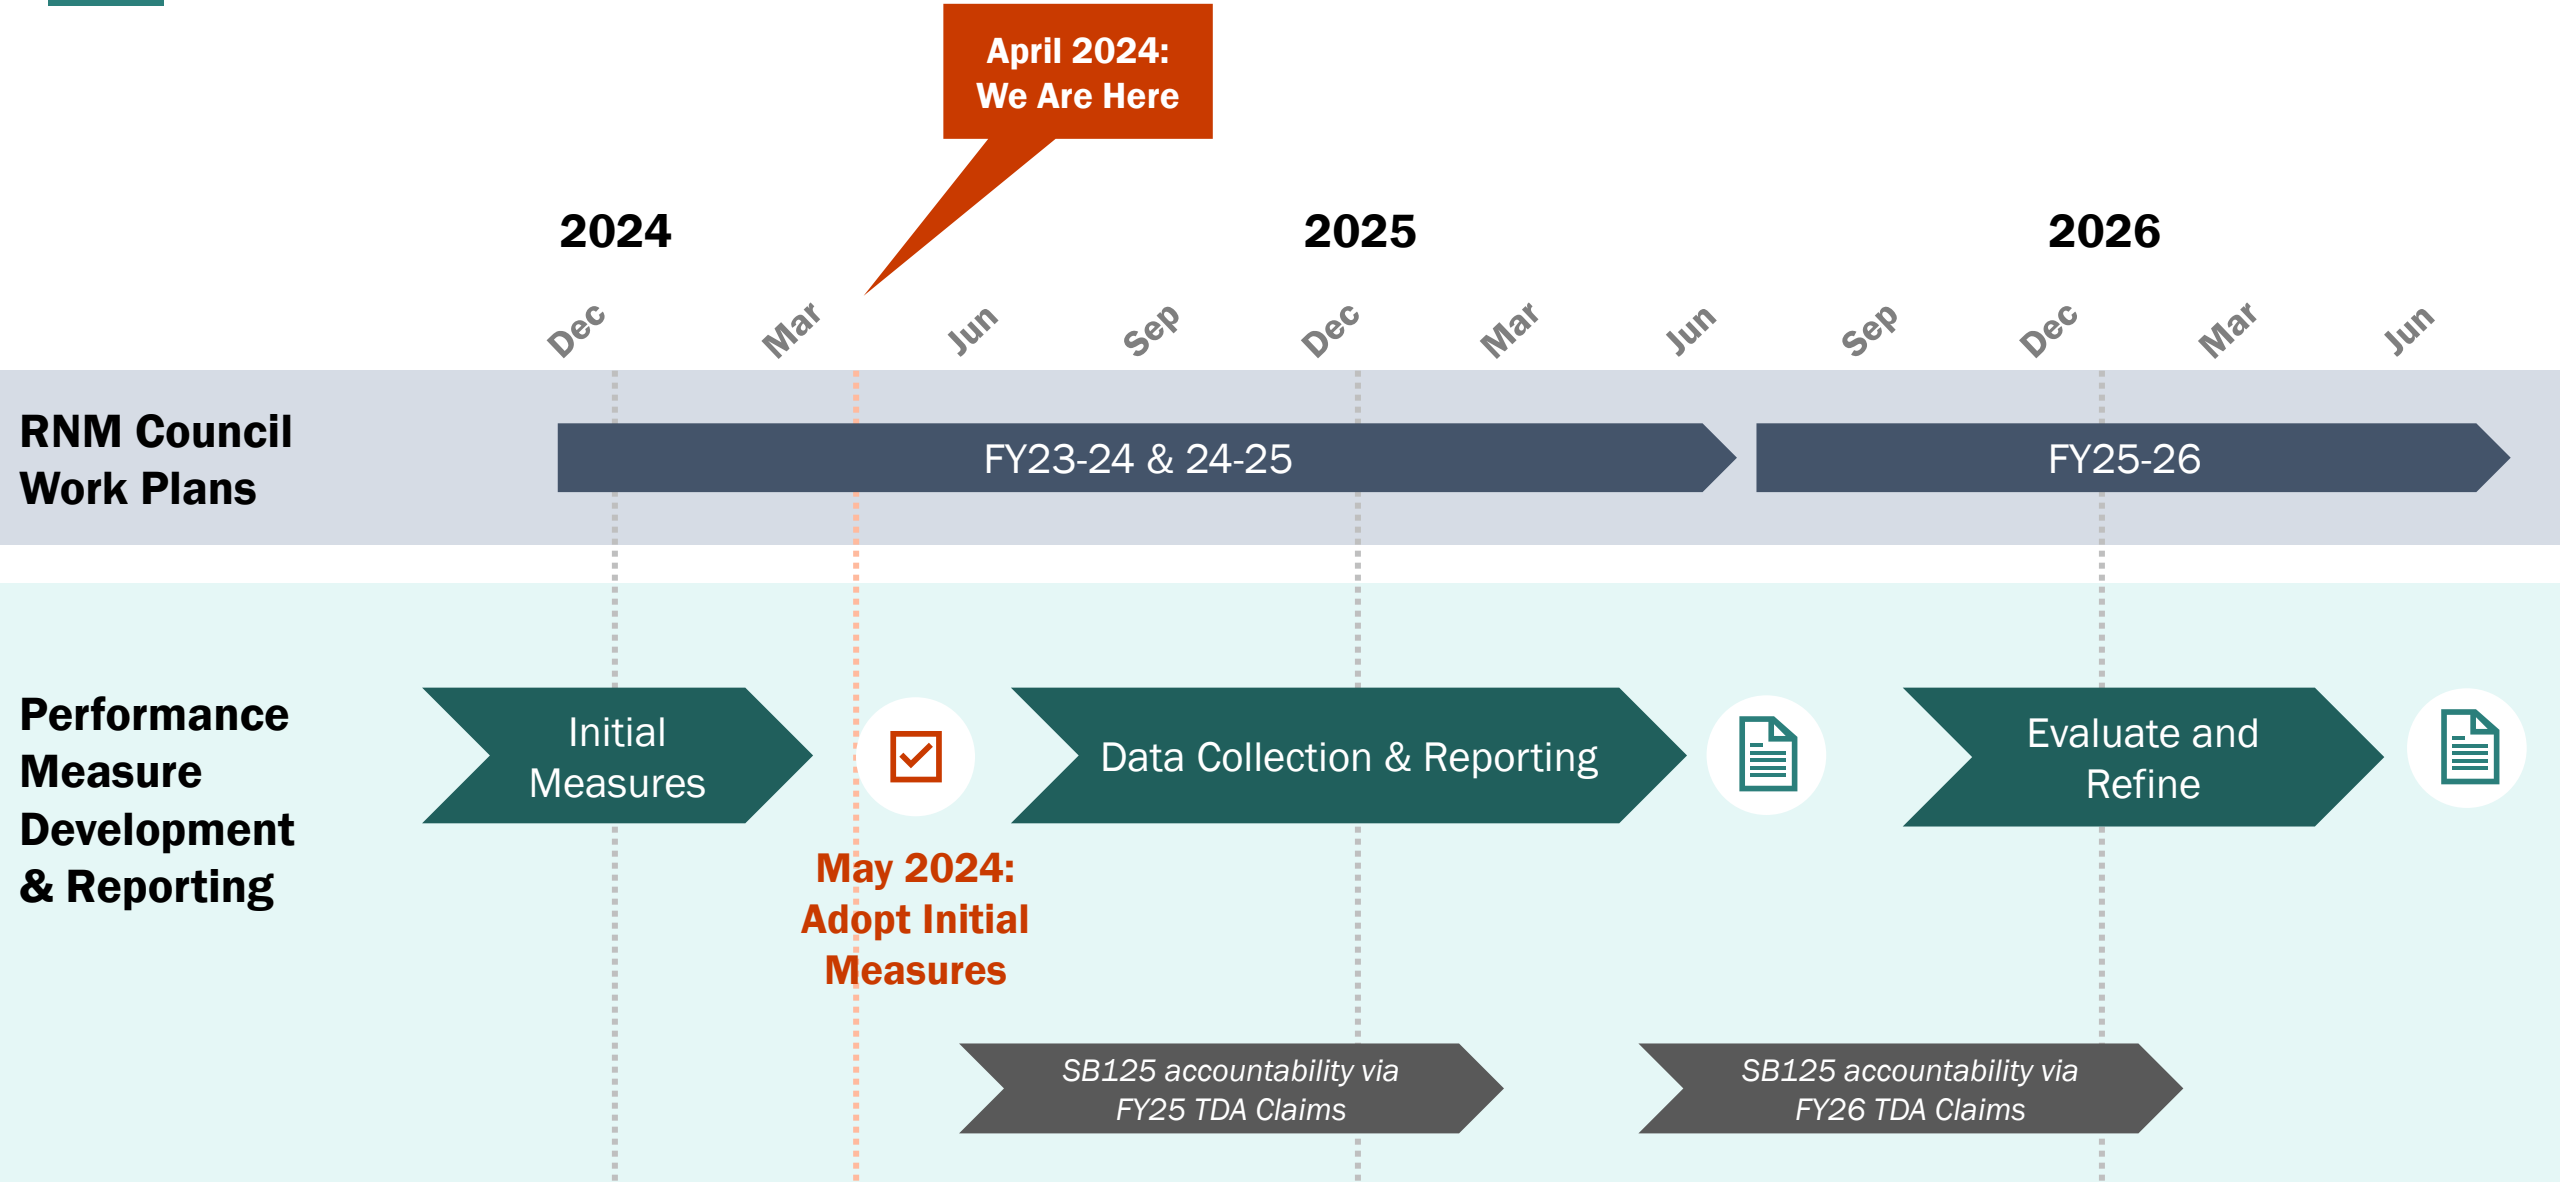 April 2024:
We Are Here
2024
2025
2026
Dec
Mar
Jun
Sep
Dec
Mar
Jun
Sep
Dec
Mar
Jun
RNM Council
Work Plans
FY23-24 & 24-25
FY25-26
Performance
Measure
Development
& Reporting
Initial
Measures
Data Collection & Reporting
Evaluate and
Refine
May 2024:
Adopt Initial
Measures
SB125 accountability via
FY25 TDA Claims
SB125 accountability via
FY26 TDA Claims